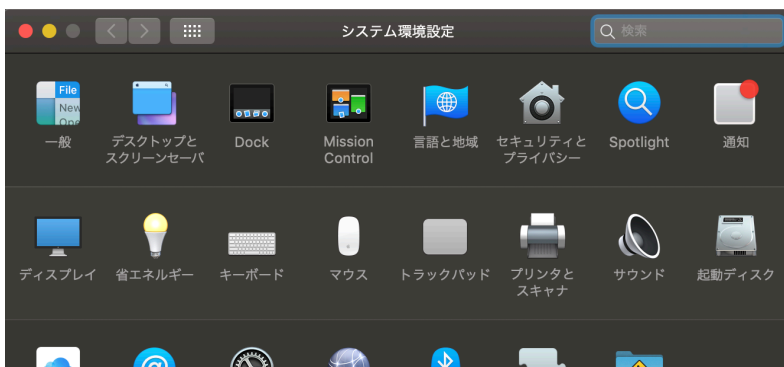 システム環境設定
検索
File
New
Ope
一般
デスクトップと
スクリーンセーバ
Dock
Mission
Control
言語と地域
セキュリティと
プライバシー
Spotlight
通知
ディスプレイ
省エネルギー
キーボード
マウス
トラックパッド
プリンタと
スキャナ
サウンド
起動ディスク
@